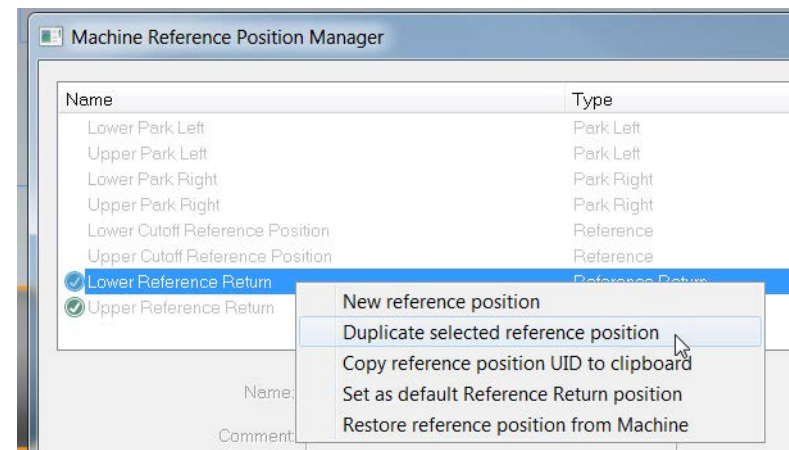 Machine Reference Position Manager
Name Type
Lower Park Left Park Left
Upper Park Left Park Left
Lower Park Right Park Right
Upper Park Right Park Right
Lower Cutoff Reference Position Reference
Upper Cutoff Reference Position Reference
Lower Reference Return Reference Return
Upper Reference Return
New reference position
Duplicate selected reference position
Copy reference position UID to clipboard
Name: Set as default Reference Return position
Restore reference position from Machine
Comment: